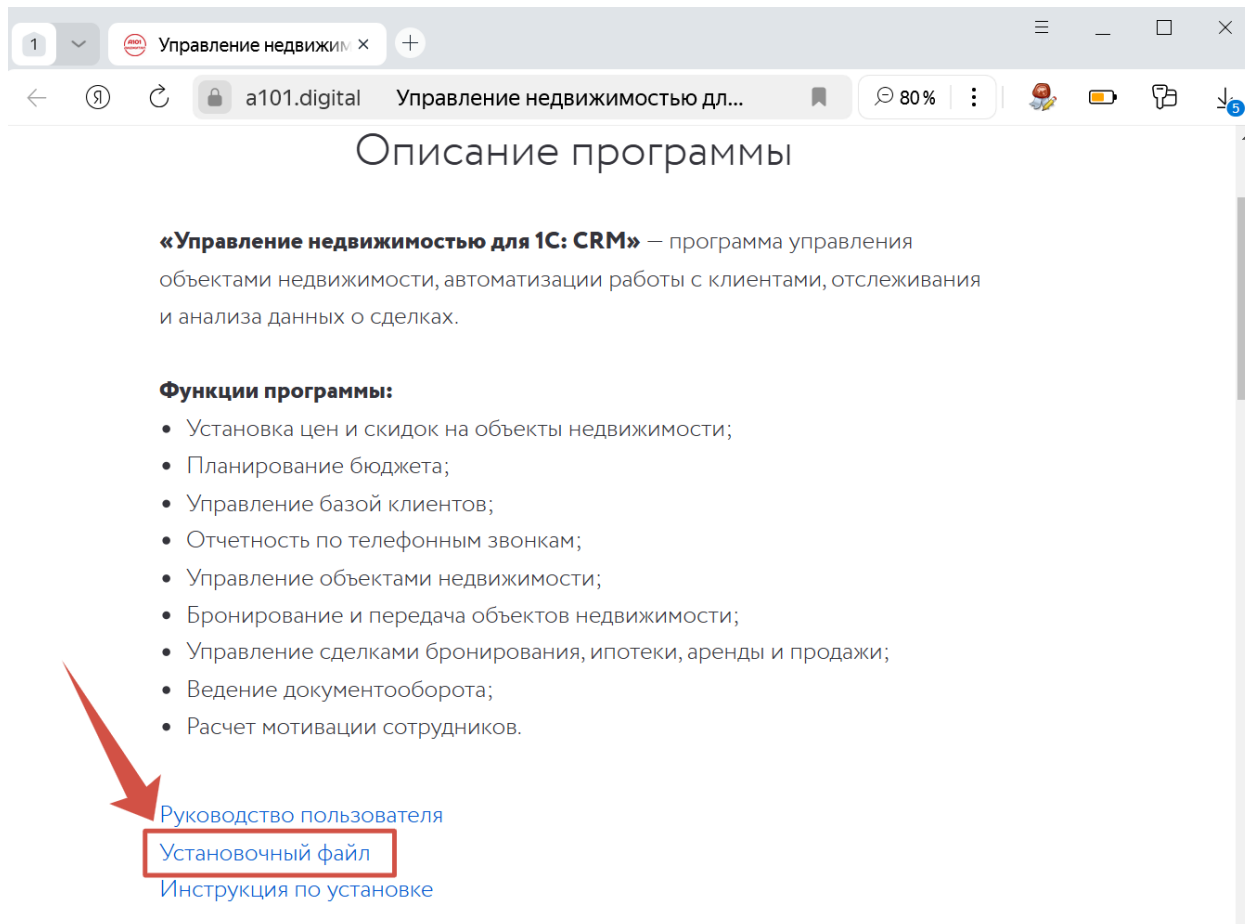 1
Управление недвижим
a101.digital Управление недвижимостью дл... 80 %
5
Описание программы
«Управление недвижимостью для 1С: CRM» — программа управления
объектами недвижимости, автоматизации работы с клиентами, отслеживания
и анализа данных о сделках.
Функции программы:
• Установка цен и скидок на объекты недвижимости;
• Планирование бюджета;
• Управление базой клиентов;
• Отчетность по телефонным звонкам;
• Управление объектами недвижимости;
• Бронирование и передача объектов недвижимости;
• Управление сделками бронирования, ипотеки, аренды и продажи;
• Ведение документооборота;
• Расчет мотивации сотрудников.
Руководство пользователя
Установочный файл
Инструкция по установке